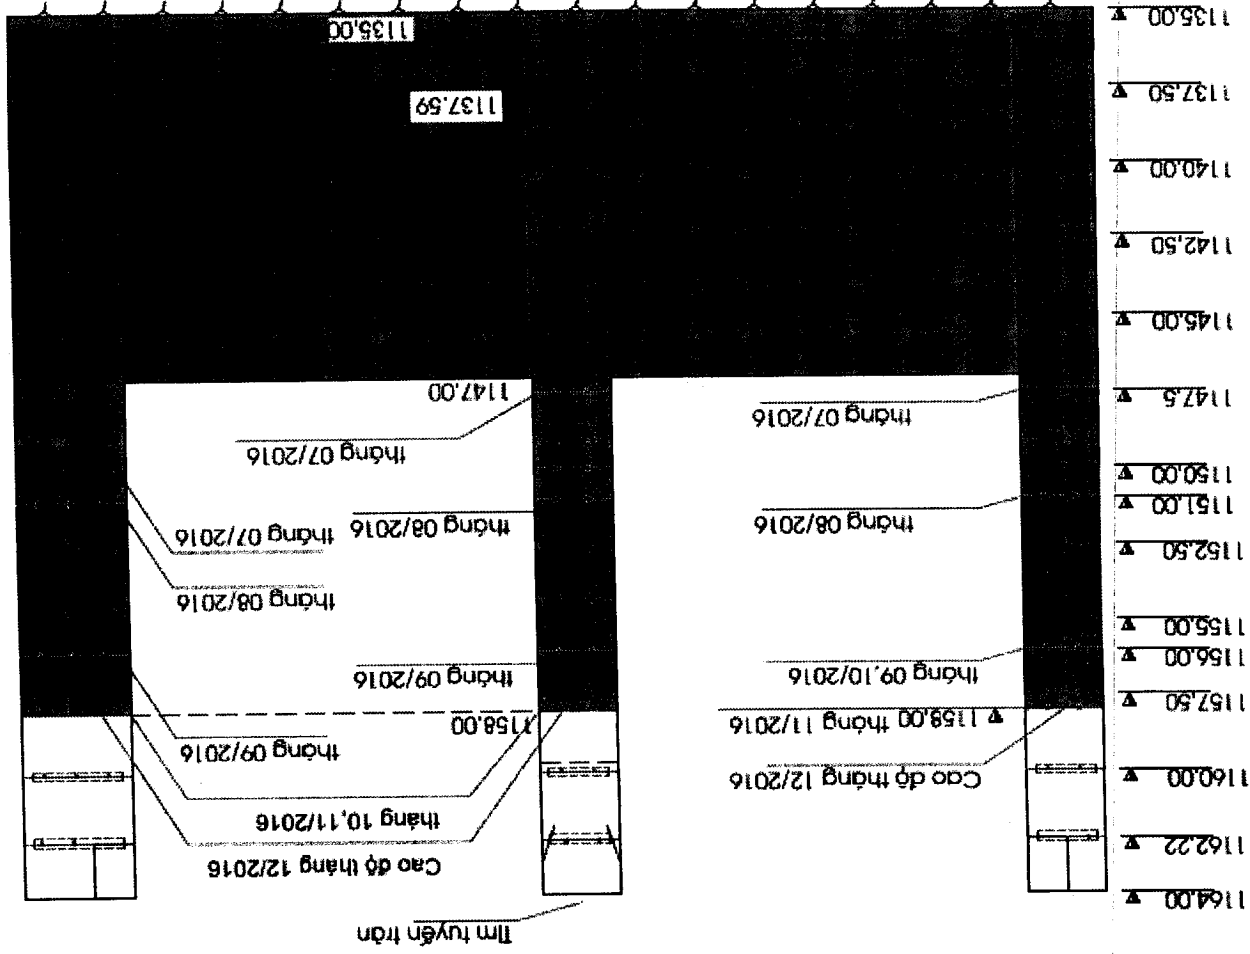 Tim tuyến tràn
1164.00
Cao độ tháng 12/2016
1162.22
tháng 10,11/2016
1160.00
Cao độ tháng 12/2016
tháng 09/2016
1158.00 tháng 11/2016
1158.00
1157.50
tháng 09.10/2016
tháng 09/2016
1156.00
1155.00
tháng 08/2016
1152.50
tháng 07/2016
tháng 08/2016
tháng 08/2016
1151.00
1150.00
tháng 07/2016
tháng 07/2016
1147.5
1147.00
1145.00
1142.50
1140.00
1137.50
1137.59
1135.00
1135.00